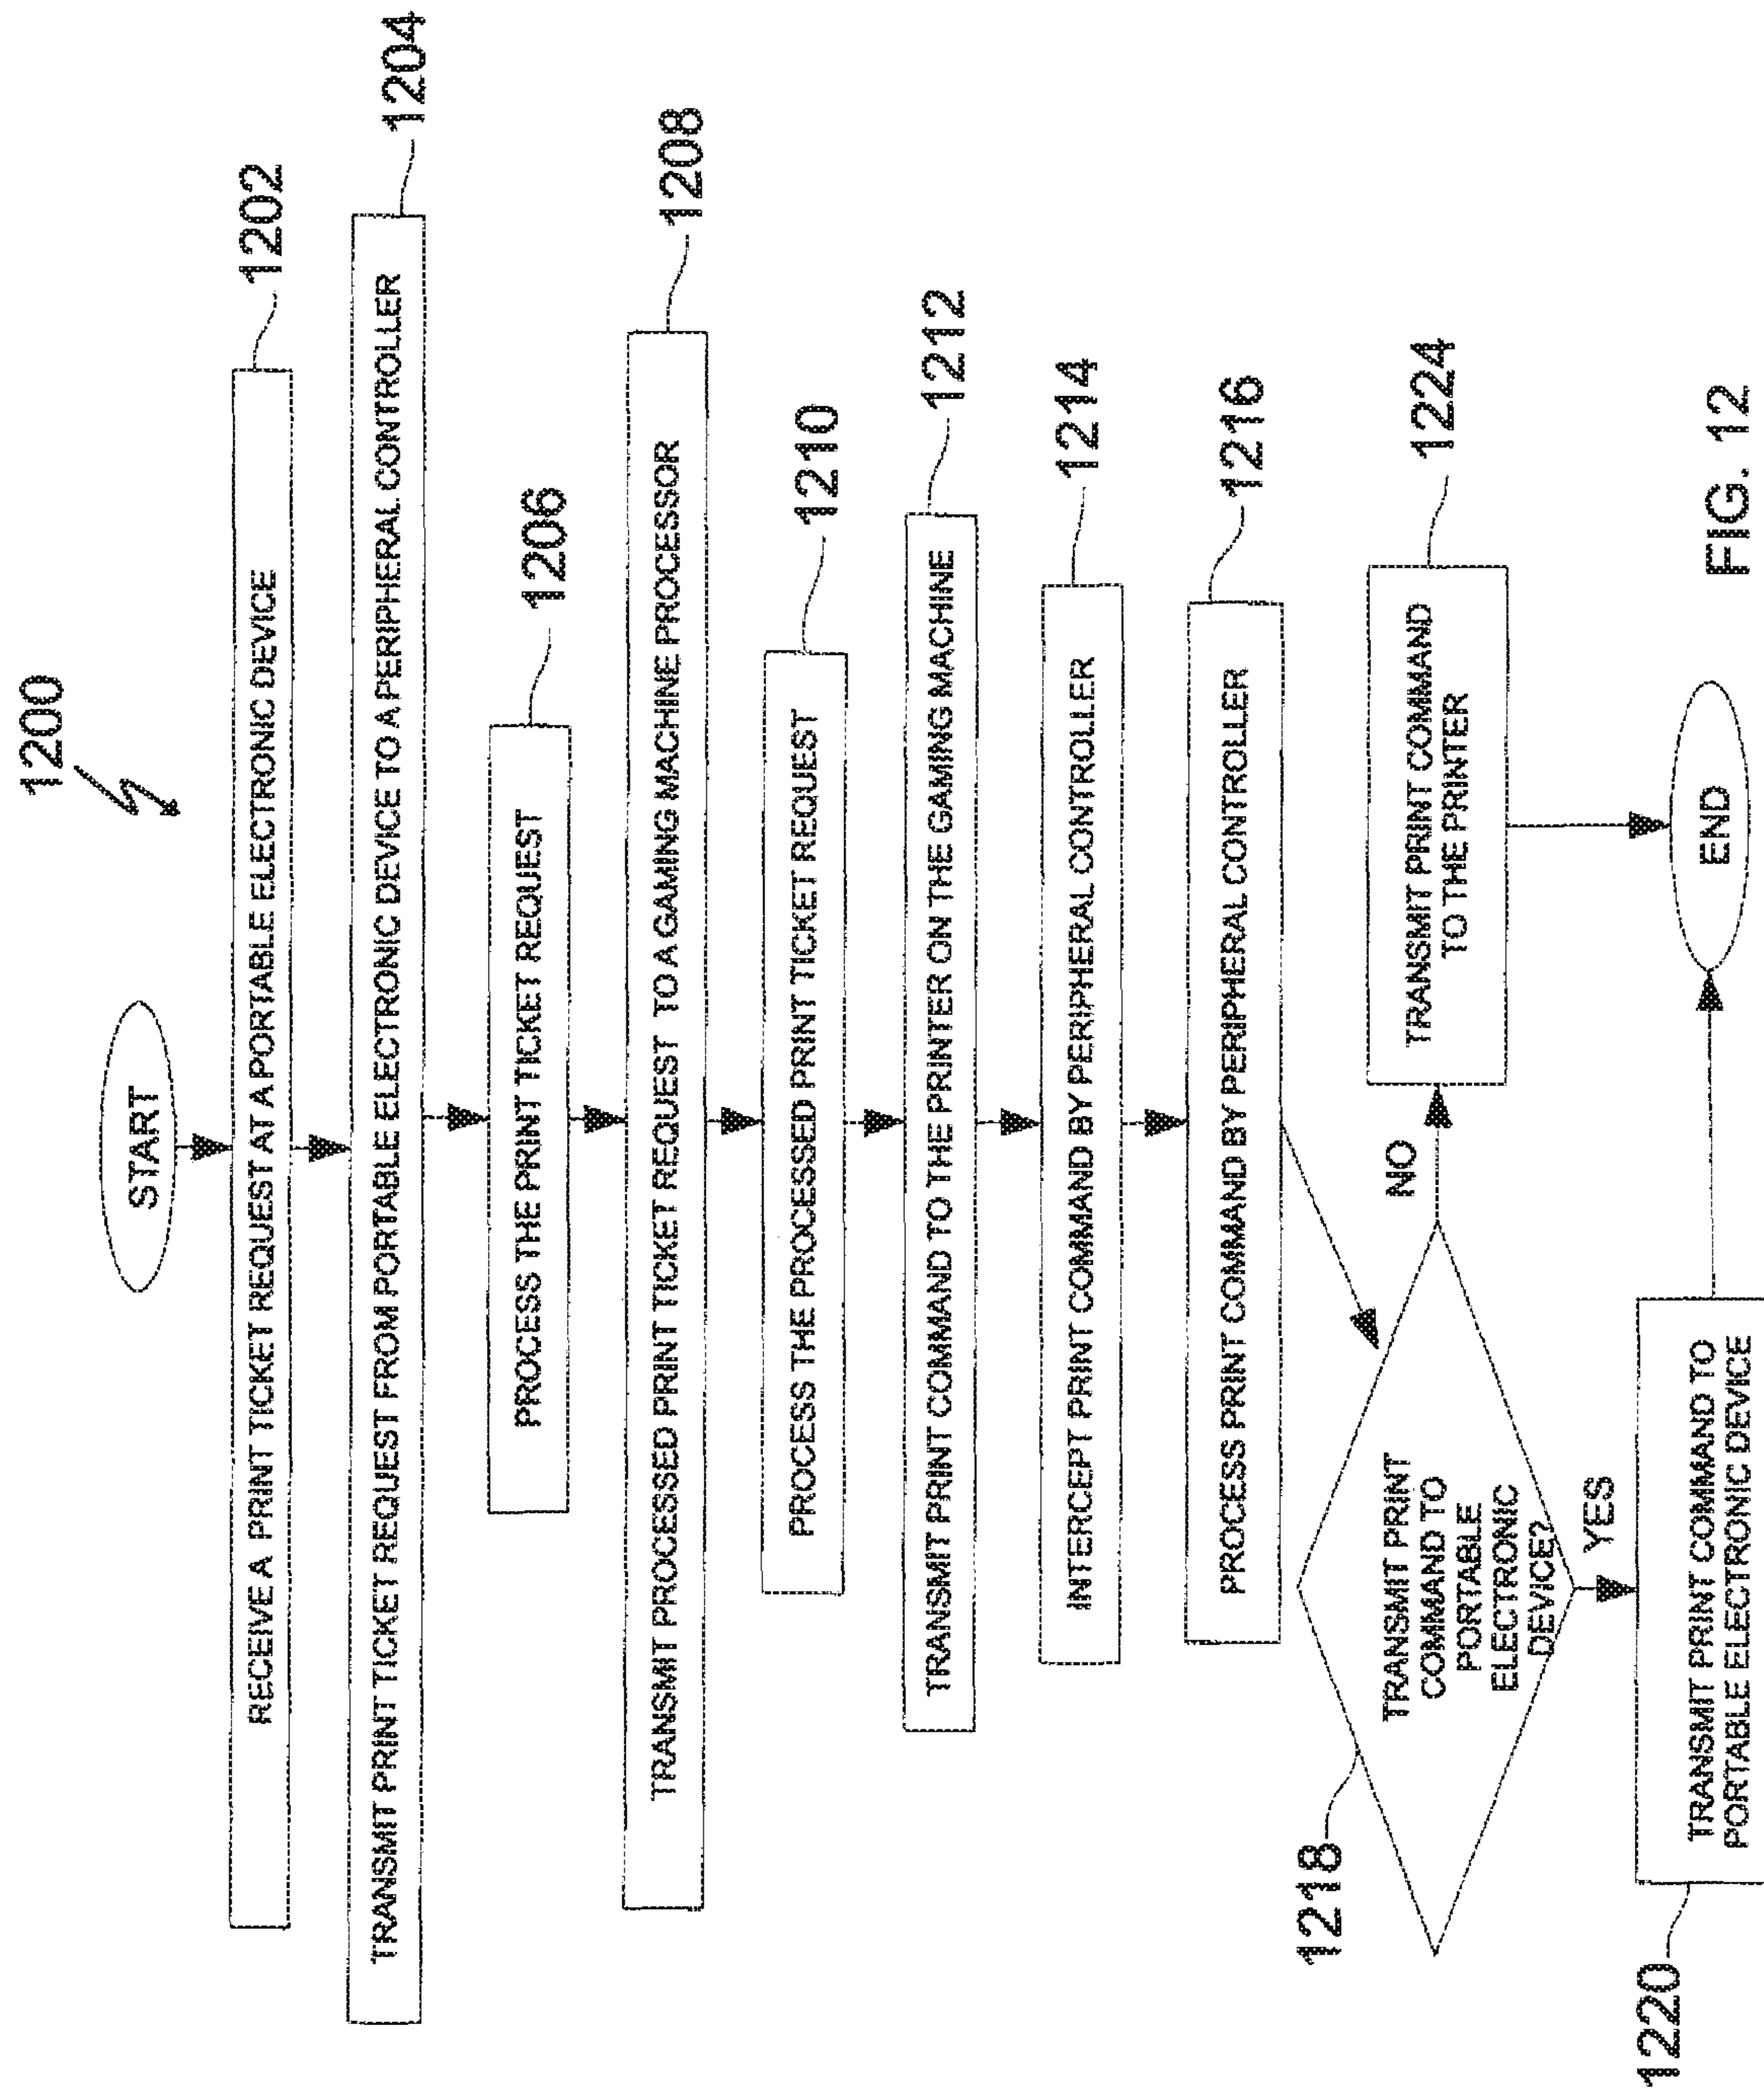 1200
START
RECEIVE A PRINT TICKET REQUEST AT A PORTABLE ELECTRONIC DEVICE
1202
TRANSMIT PRINT TICKET REQUEST FROM PORTABLE ELECTRONIC DEVICE TO A PERIPHERAL CONTROLLER
1204
PROCESS THE PRINT TICKET REQUEST
1206
TRANSMIT PROCESSED PRINT TICKET REQUEST TO A GAMING MACHINE PROCESSOR
1208
PROCESS THE PROCESSED PRINT TICKET REQUEST
1210
TRANSMIT PRINT COMMAND TO THE PRINTER ON THE GAMING MACHINE
1212
INTERCEPT PRINT COMMAND BY PERIPHERAL CONTROLLER
1214
PROCESS PRINT COMMAND BY PERIPHERAL CONTROLLER
1216
1218
TRANSMIT PRINT
COMMAND TO
PORTABLE
ELECTRONIC
DEVICE?
NO
TRANSMIT PRINT COMMAND
TO THE PRINTER
1224
YES
1220
TRANSMIT PRINT COMMAND TO
PORTABLE ELECTRONIC DEVICE
END
FIG. 12